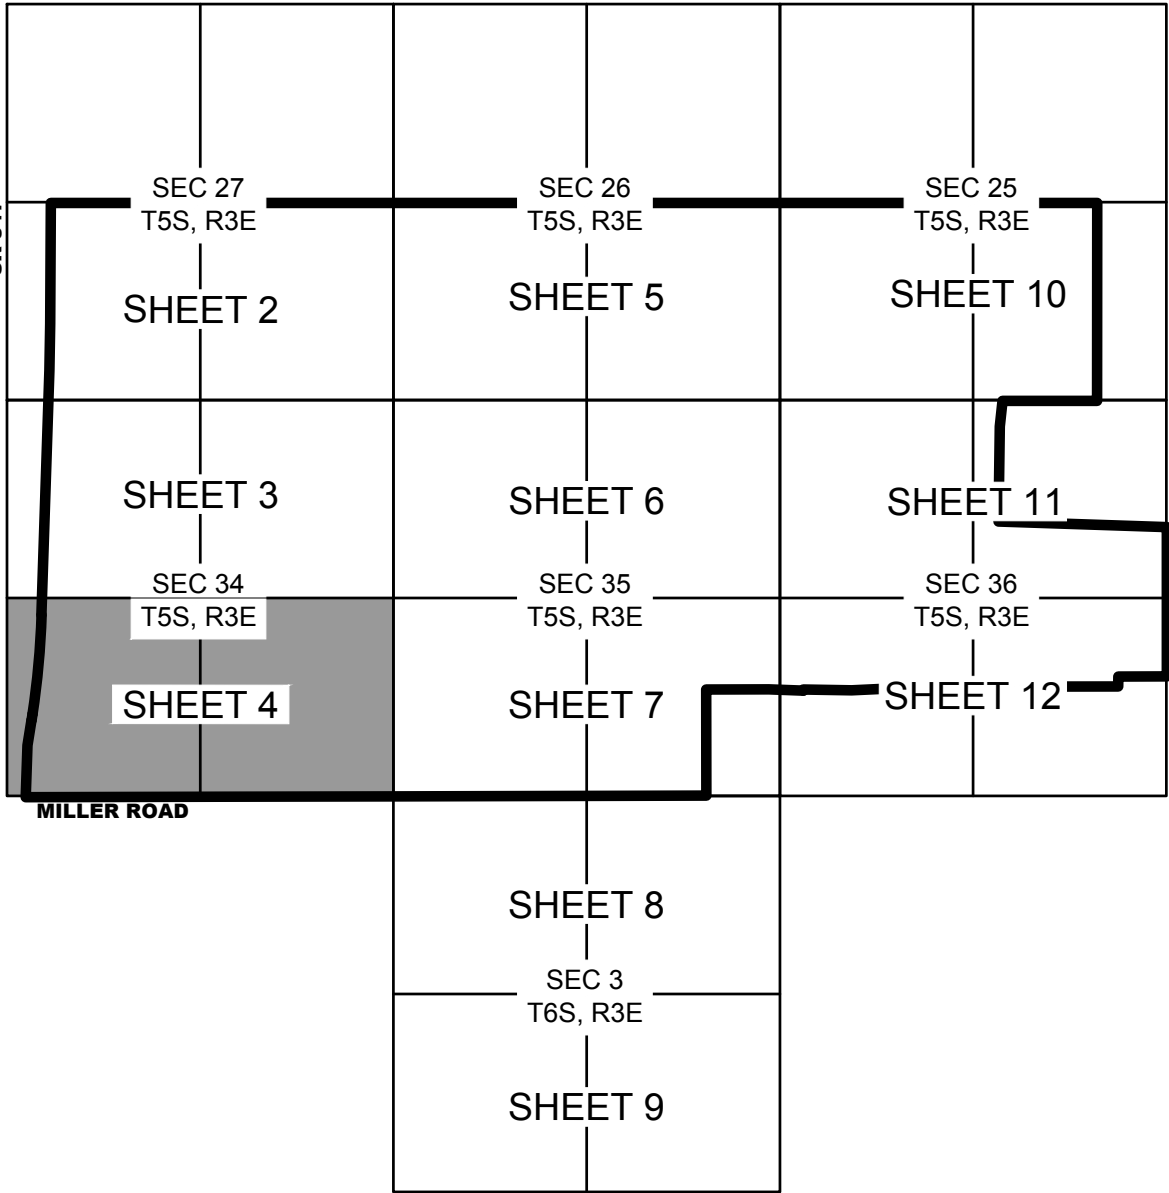 SEC 27
T5S, R3E
SEC 26
T5S, R3E
SEC 25
T5S, R3E
SHEET 2
SHEET 5
SHEET 10
SHEET 3
SHEET 6
SHEET 11
SEC 34
T5S, R3E
SEC 35
T5S, R3E
SEC 36
T5S, R3E
SHEET 4
SHEET 7
SHEET 12
MILLER ROAD
SHEET 8
SEC 3
T6S, R3E
SHEET 9